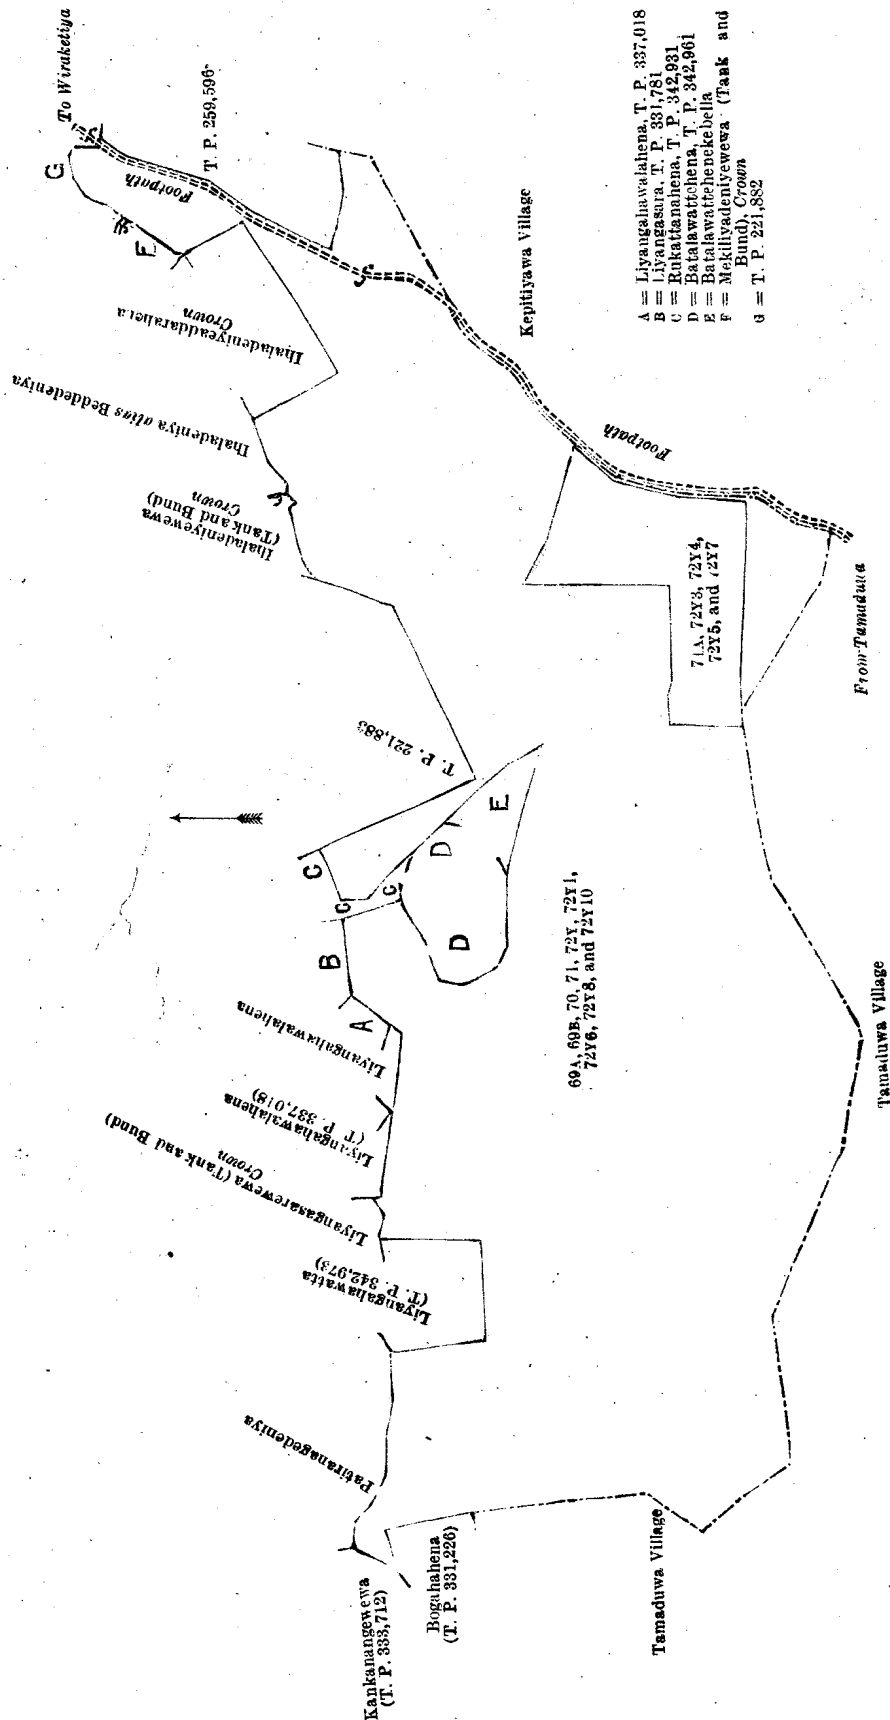 Kankanangewewa
(T. P. 333,712)
Bogahahena
(T. P. 331,226)
Tamaduwa Village
Patiranagedeniya
Liyangahawatta
(T. P. 342,973)
Liyangasarewewa (Tank and Bund)
Crown
Liyangahawalahena
(T. P. 337,018)
Liyangahawalahena
A
B
C
C
C
D
D
E
T. P. 221,883
69A, 69B, 70, 71, 72Y, 72Y1,
72Y6, 72Y8, and 72Y10
Tamaduwa Village
Ihaladeniyewewa
(Tank and Bund)
Crown
Ihaladeniya alias Beddedeniya
Ihaladeniyeaddarahena
Crown
F
G
To Wiraketiya
Footpath
T. P. 259,596
Kepitiyawa Village
Footpath
71A, 72Y3, 72Y4,
72Y5, and 72Y7
From Tamaduwa
A = Liyangahawalahena, T. P. 337,018
B = Liyangasara, T. P. 331,781
C = Rukattanahena, T. P. 342,931
D = Batalawattehena, T. P. 342,961
E = Batalawattehenekebella
F = Mekiliyadeniyewewa (Tank and
Bund), Crown
G = T. P. 221,882